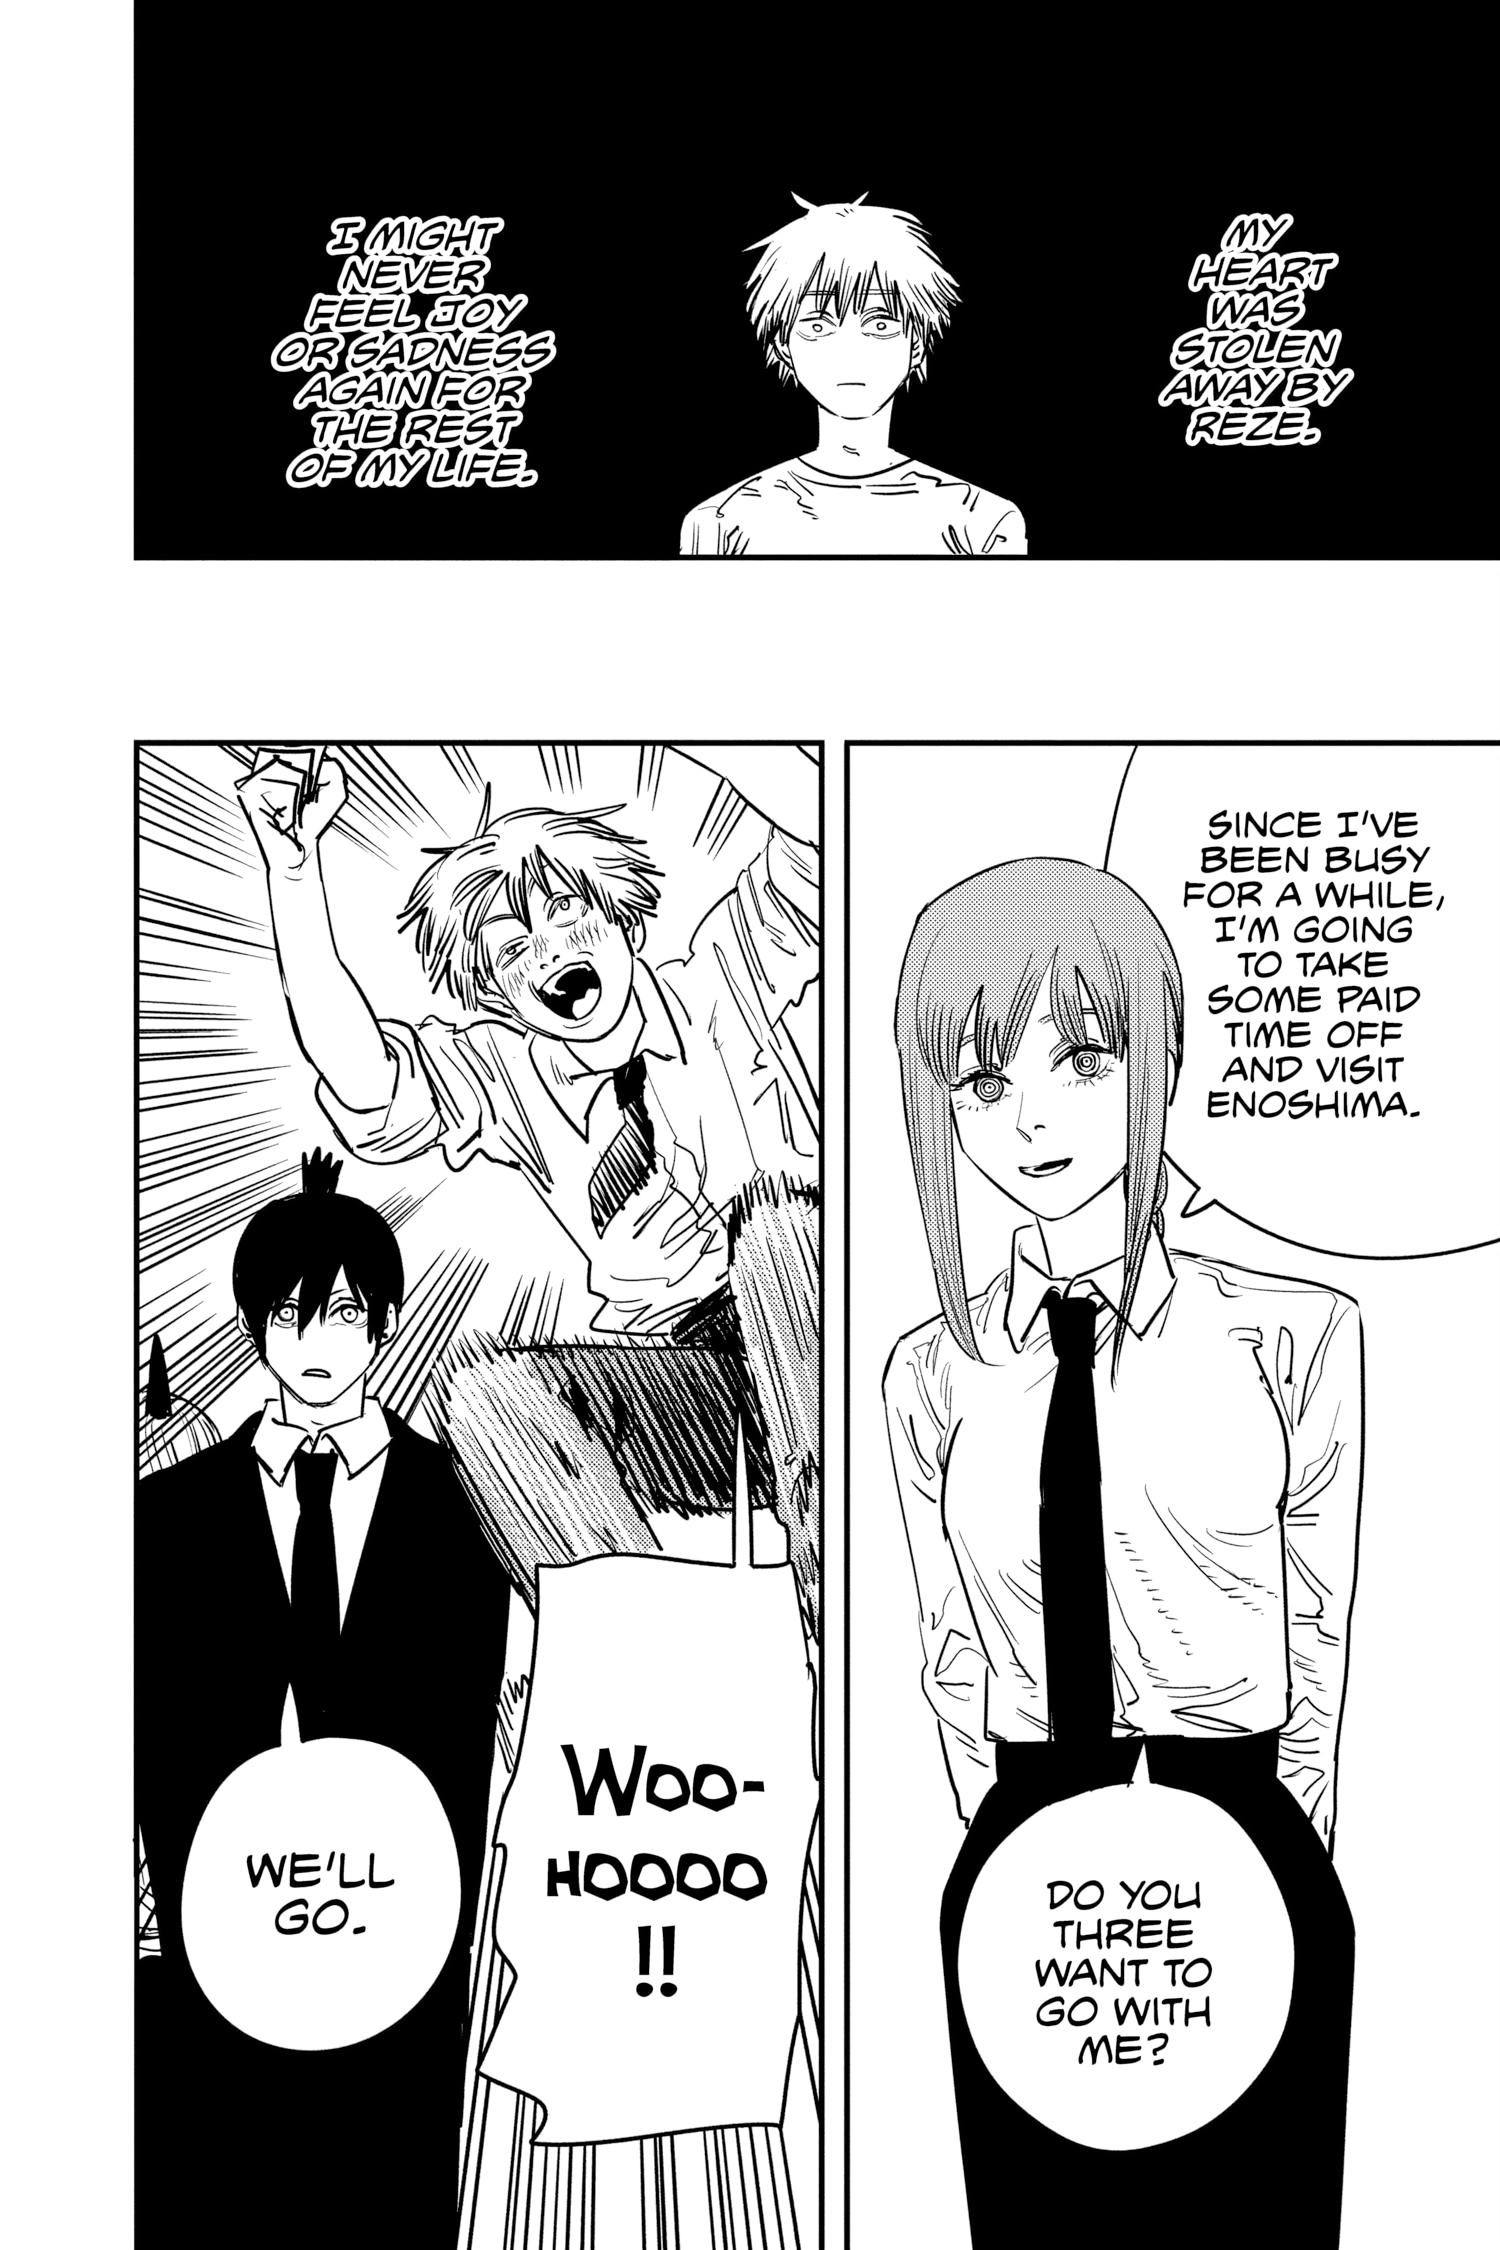 MY
HEART
WAS
STOLEN
AWAY BY
REZE.
I MIGHT
NEVER
FEEL JOY
OR SADNESS
AGAIN FOR
THE REST
OF MY LIFE.
SINCE I'VE
BEEN BUSY
FOR A WHILE,
I'M GOING
TO TAKE
SOME PAID
TIME OFF
AND VISIT
ENOSHIMA.
DO YOU
THREE
WANT TO
GO WITH
ME?
WOO-
HOOOO
!!
WE'LL
GO.